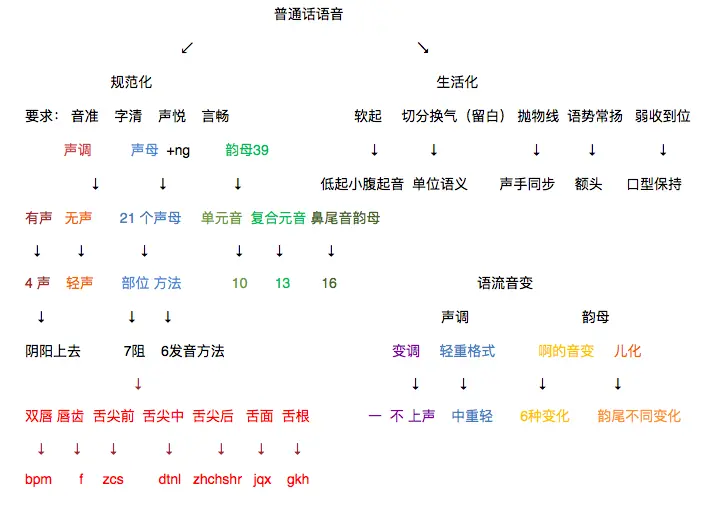 普通话语音
↙ ↘
规范化 生活化
要求: 音准 字清 声悦 言畅 软起 切分换气（留白） 抛物线 语势常扬 弱收到位
声调 声母 +ng 韵母39 ↓ ↓ ↓ ↓ ↓
↓ ↓ ↓ 低起小腹起音 单位语义 声手同步 额头 口型保持
有声 无声 21 个声母 单元音 复合元音 鼻尾音韵母
↓ ↓ ↓ ↓ ↓ ↓
4 声 轻声 部位 方法 10 13 16 语流音变
↓ ↓ ↓ 声调 韵母
阴阳上去 7阻 6发音方法 变调 轻重格式 啊的音变 儿化
↓ ↓ ↓ ↓ ↓
双唇 唇齿 舌尖前 舌尖中 舌尖后 舌面 舌根 一 不 上声 中重轻 6种变化 韵尾不同变化
↓ ↓ ↓ ↓ ↓ ↓ ↓
bpm f zcs dtnl zhchshr jqx gkh